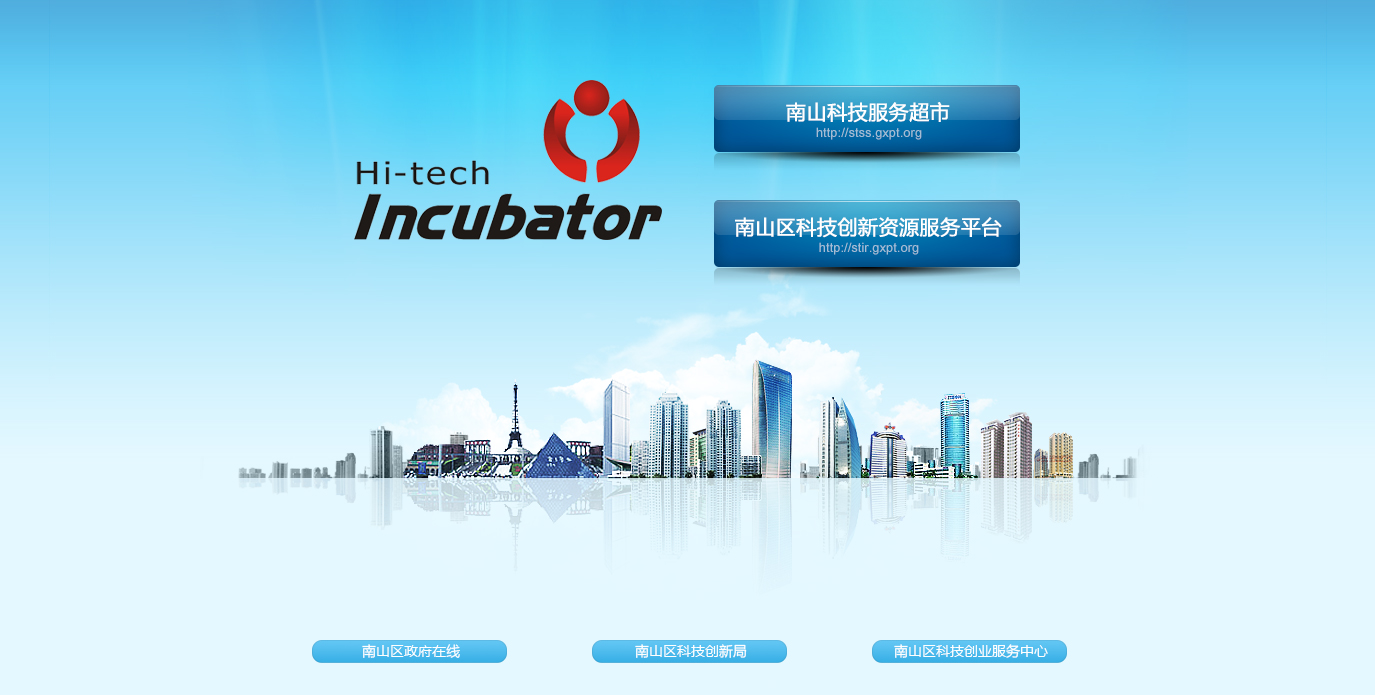 Hi-tech
Incubator
南山科技服务超市
http://stss.gxpt.org
南山区科技创新资源服务平台
http://stir.gxpt.org
南山区政府在线
南山区科技创新局
南山区科技创业服务中心